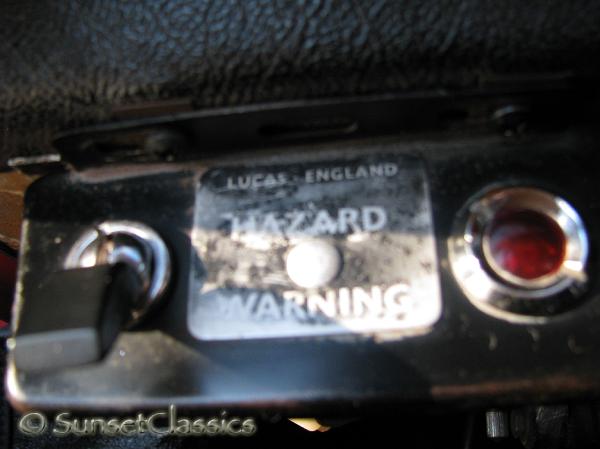 LUCAS · ENGLAND
HAZARD
WARNING
© SunsetClassics